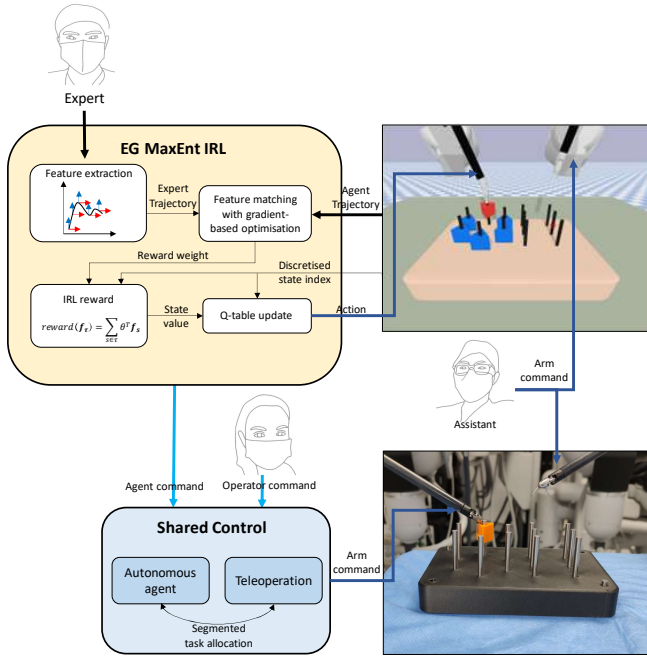 Expert
EG MaxEnt IRL
Feature extraction
Expert
Trajectory
Feature matching
with gradient-
based optimisation
Agent
Trajectory
Reward weight
Discretised
state index
IRL reward
reward(𝒇𝝉) = ∑ θᵀ𝒇𝒔
s∈τ
State
value
Q-table update
Action
Arm
command
Assistant
Agent command
Operator command
Shared Control
Autonomous
agent
Teleoperation
Arm
command
Segmented
task allocation